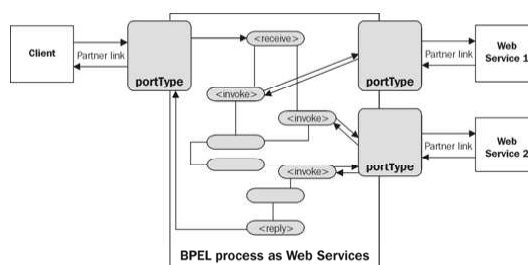 Client
Partner link
portType
<receive>
<invoke>
<invoke>
<invoke>
<reply>
portType
Partner link
Web
Service 1
portType
Partner link
Web
Service 2
BPEL process as Web Services